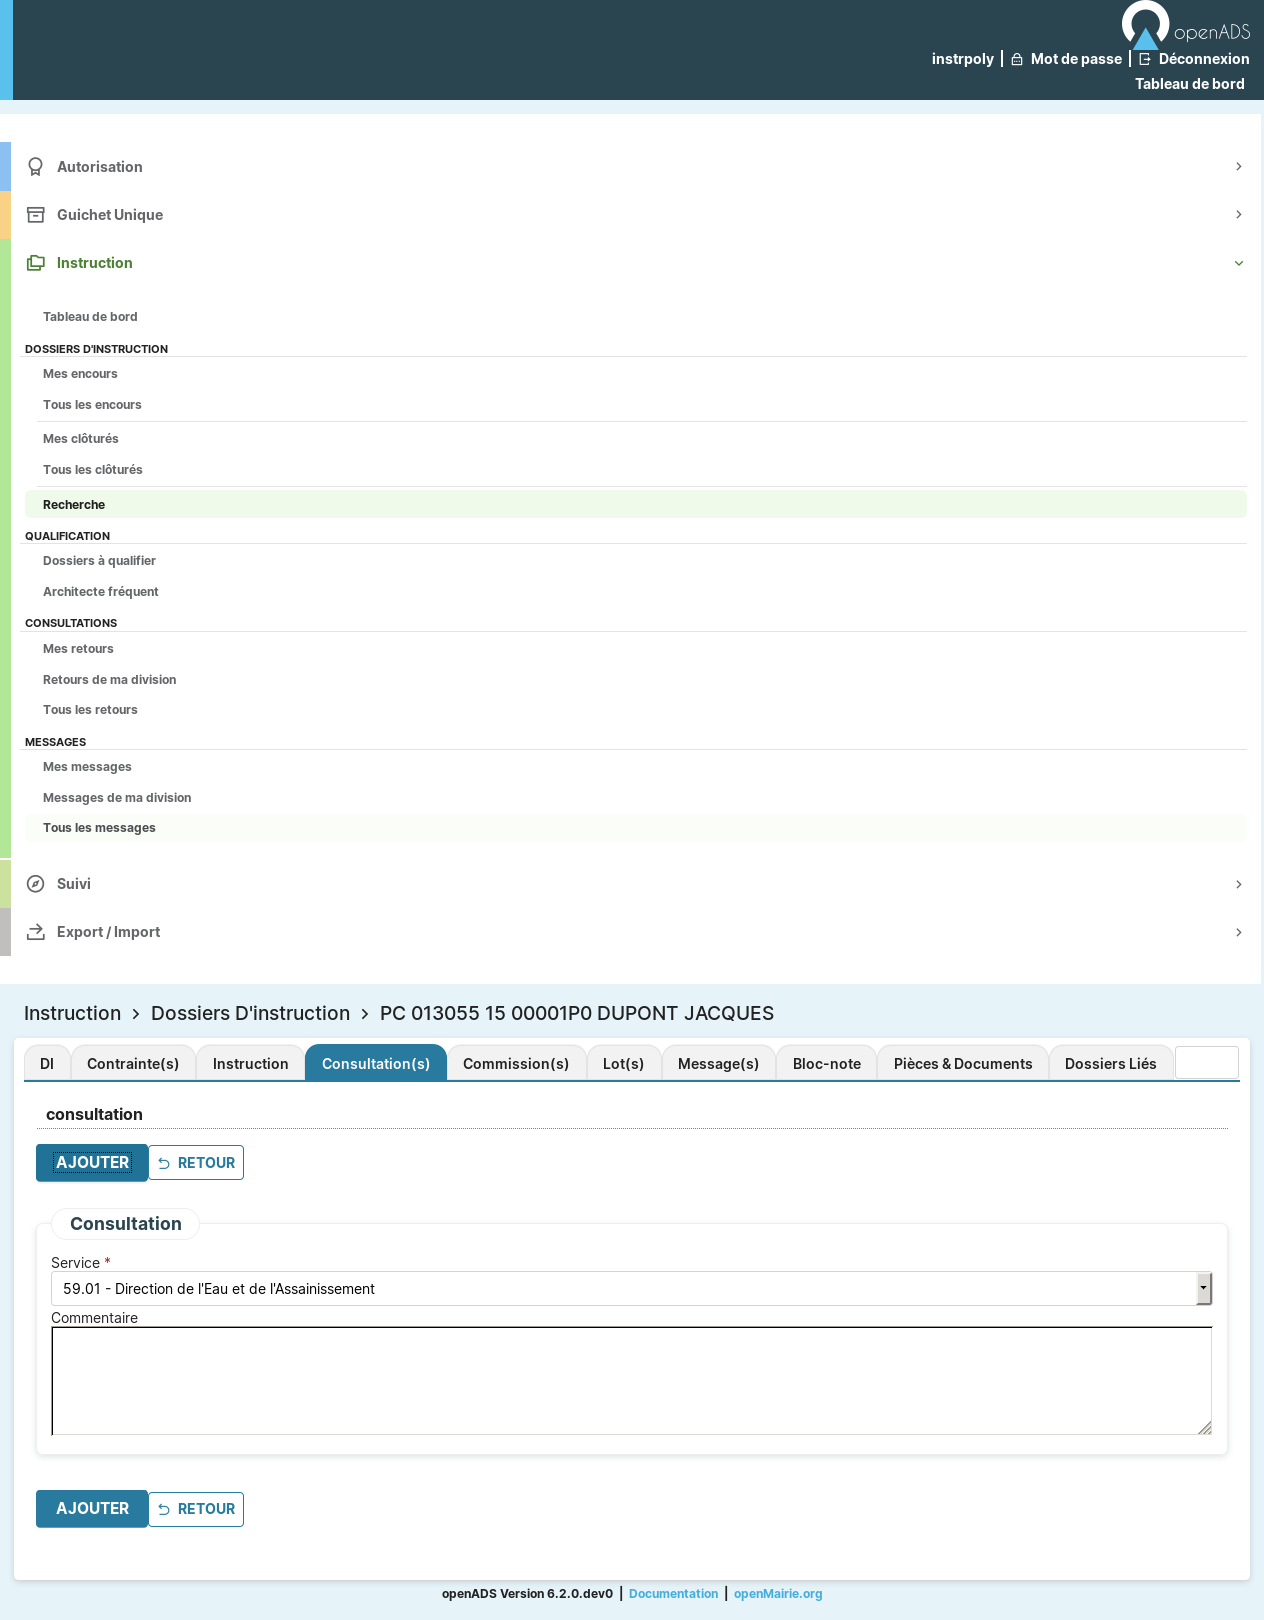 openADS
instrpoly | Mot de passe | Déconnexion
Tableau de bord
Autorisation
Guichet Unique
Instruction
Tableau de bord
DOSSIERS D'INSTRUCTION
Mes encours
Tous les encours
Mes clôturés
Tous les clôturés
Recherche
QUALIFICATION
Dossiers à qualifier
Architecte fréquent
CONSULTATIONS
Mes retours
Retours de ma division
Tous les retours
MESSAGES
Mes messages
Messages de ma division
Tous les messages
Suivi
Export / Import
Instruction > Dossiers D'instruction > PC 013055 15 00001P0 DUPONT JACQUES
DI Contrainte(s) Instruction Consultation(s) Commission(s) Lot(s) Message(s) Bloc-note Pièces & Documents Dossiers Liés
consultation
AJOUTER RETOUR
Consultation
Service *
59.01 - Direction de l'Eau et de l'Assainissement
Commentaire
AJOUTER RETOUR
openADS Version 6.2.0.dev0 | Documentation | openMairie.org